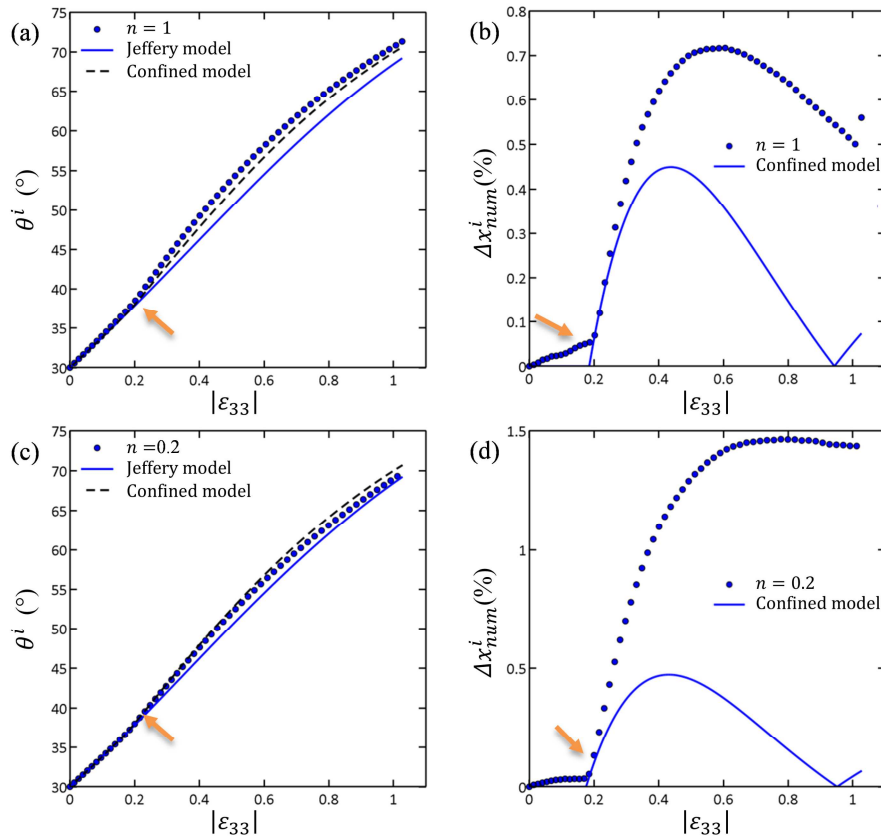 (a)
n = 1
Jeffery model
Confined model
75
70
65
60
55
50
45
40
35
30
θ^i (°)
0
0.2
0.4
0.6
0.8
1
|ε₃₃|
(b)
0.8
0.7
0.6
0.5
0.4
0.3
0.2
0.1
0
Δx^i_num(%)
n = 1
Confined model
0
0.2
0.4
0.6
0.8
1
|ε₃₃|
(c)
n =0.2
Jeffery model
Confined model
75
70
65
60
55
50
45
40
35
30
θ^i (°)
0
0.2
0.4
0.6
0.8
1
|ε₃₃|
(d)
1.5
1
0.5
0
Δx^i_num(%)
n = 0.2
Confined model
0
0.2
0.4
0.6
0.8
1
|ε₃₃|